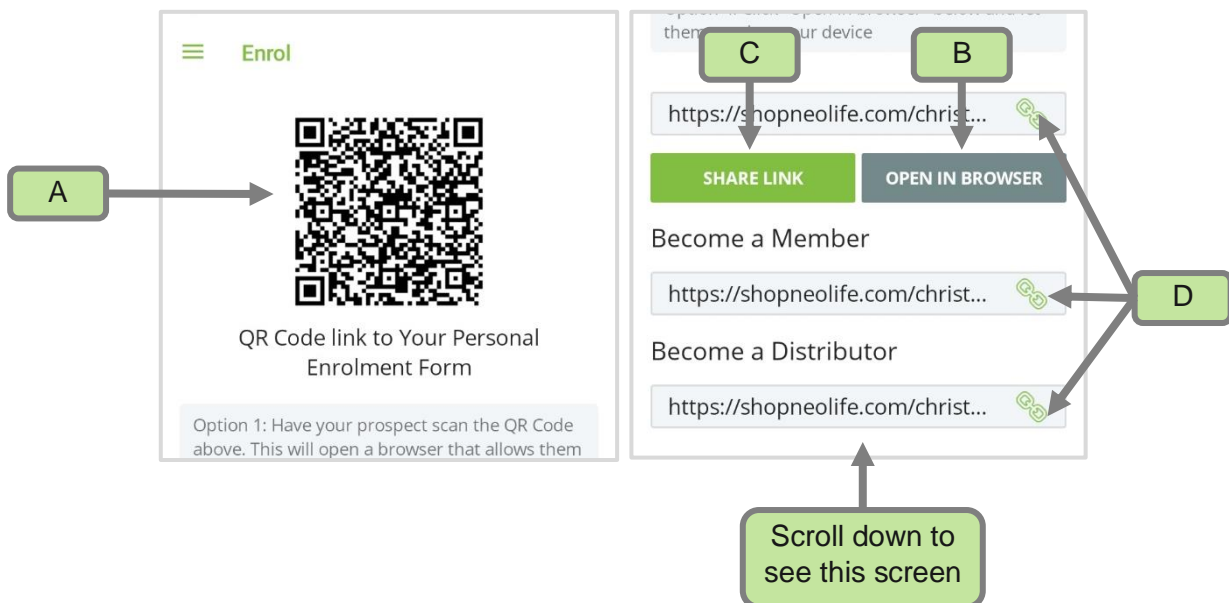 Enrol
A
QR Code link to Your Personal
Enrolment Form
Option 1: Have your prospect scan the QR Code
above. This will open a browser that allows them
device
C
B
https://shopneolife.com/christ...
SHARE LINK
OPEN IN BROWSER
Become a Member
https://shopneolife.com/christ...
D
Become a Distributor
https://shopneolife.com/christ...
Scroll down to
see this screen